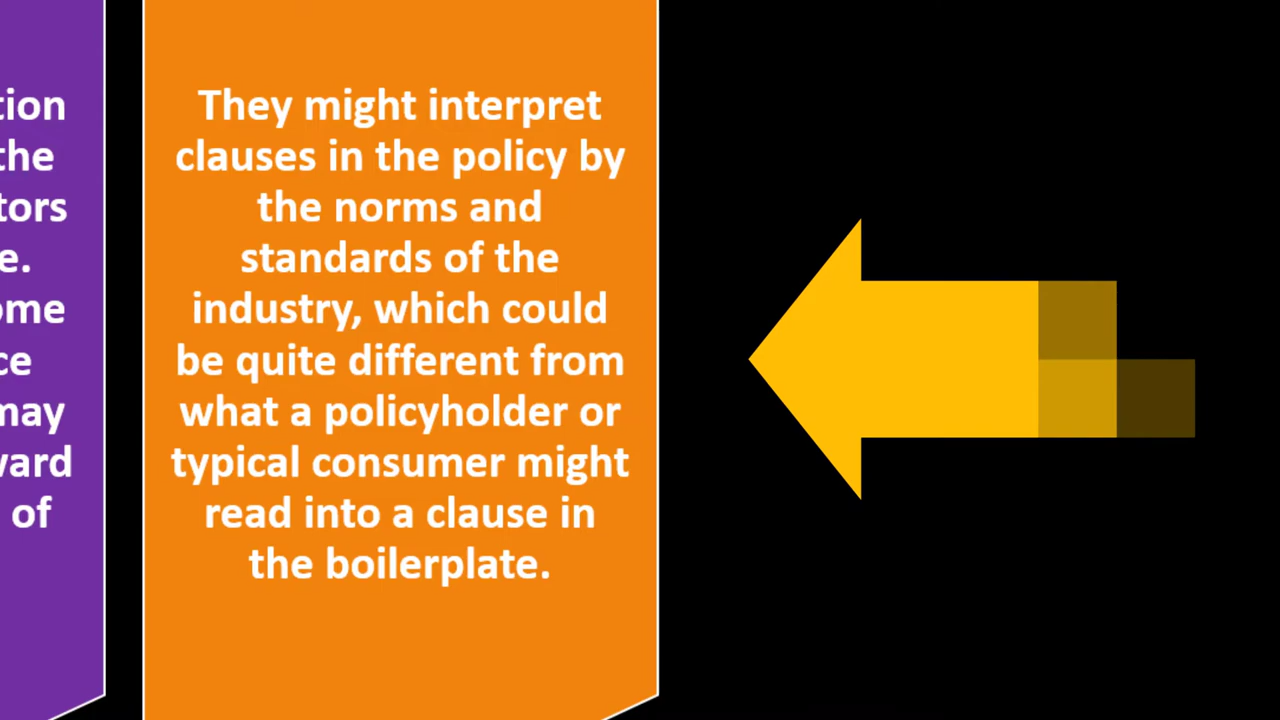 tion
the
tors
e.
ome
ce
may
ward
of
They might interpret
clauses in the policy by
the norms and
standards of the
industry, which could
be quite different from
what a policyholder or
typical consumer might
read into a clause in
the boilerplate.